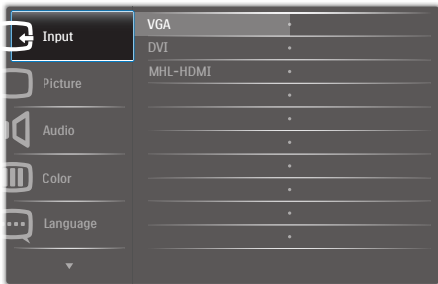 Input
Picture
Audio
Color
Language
VGA
DVI
MHL-HDMI